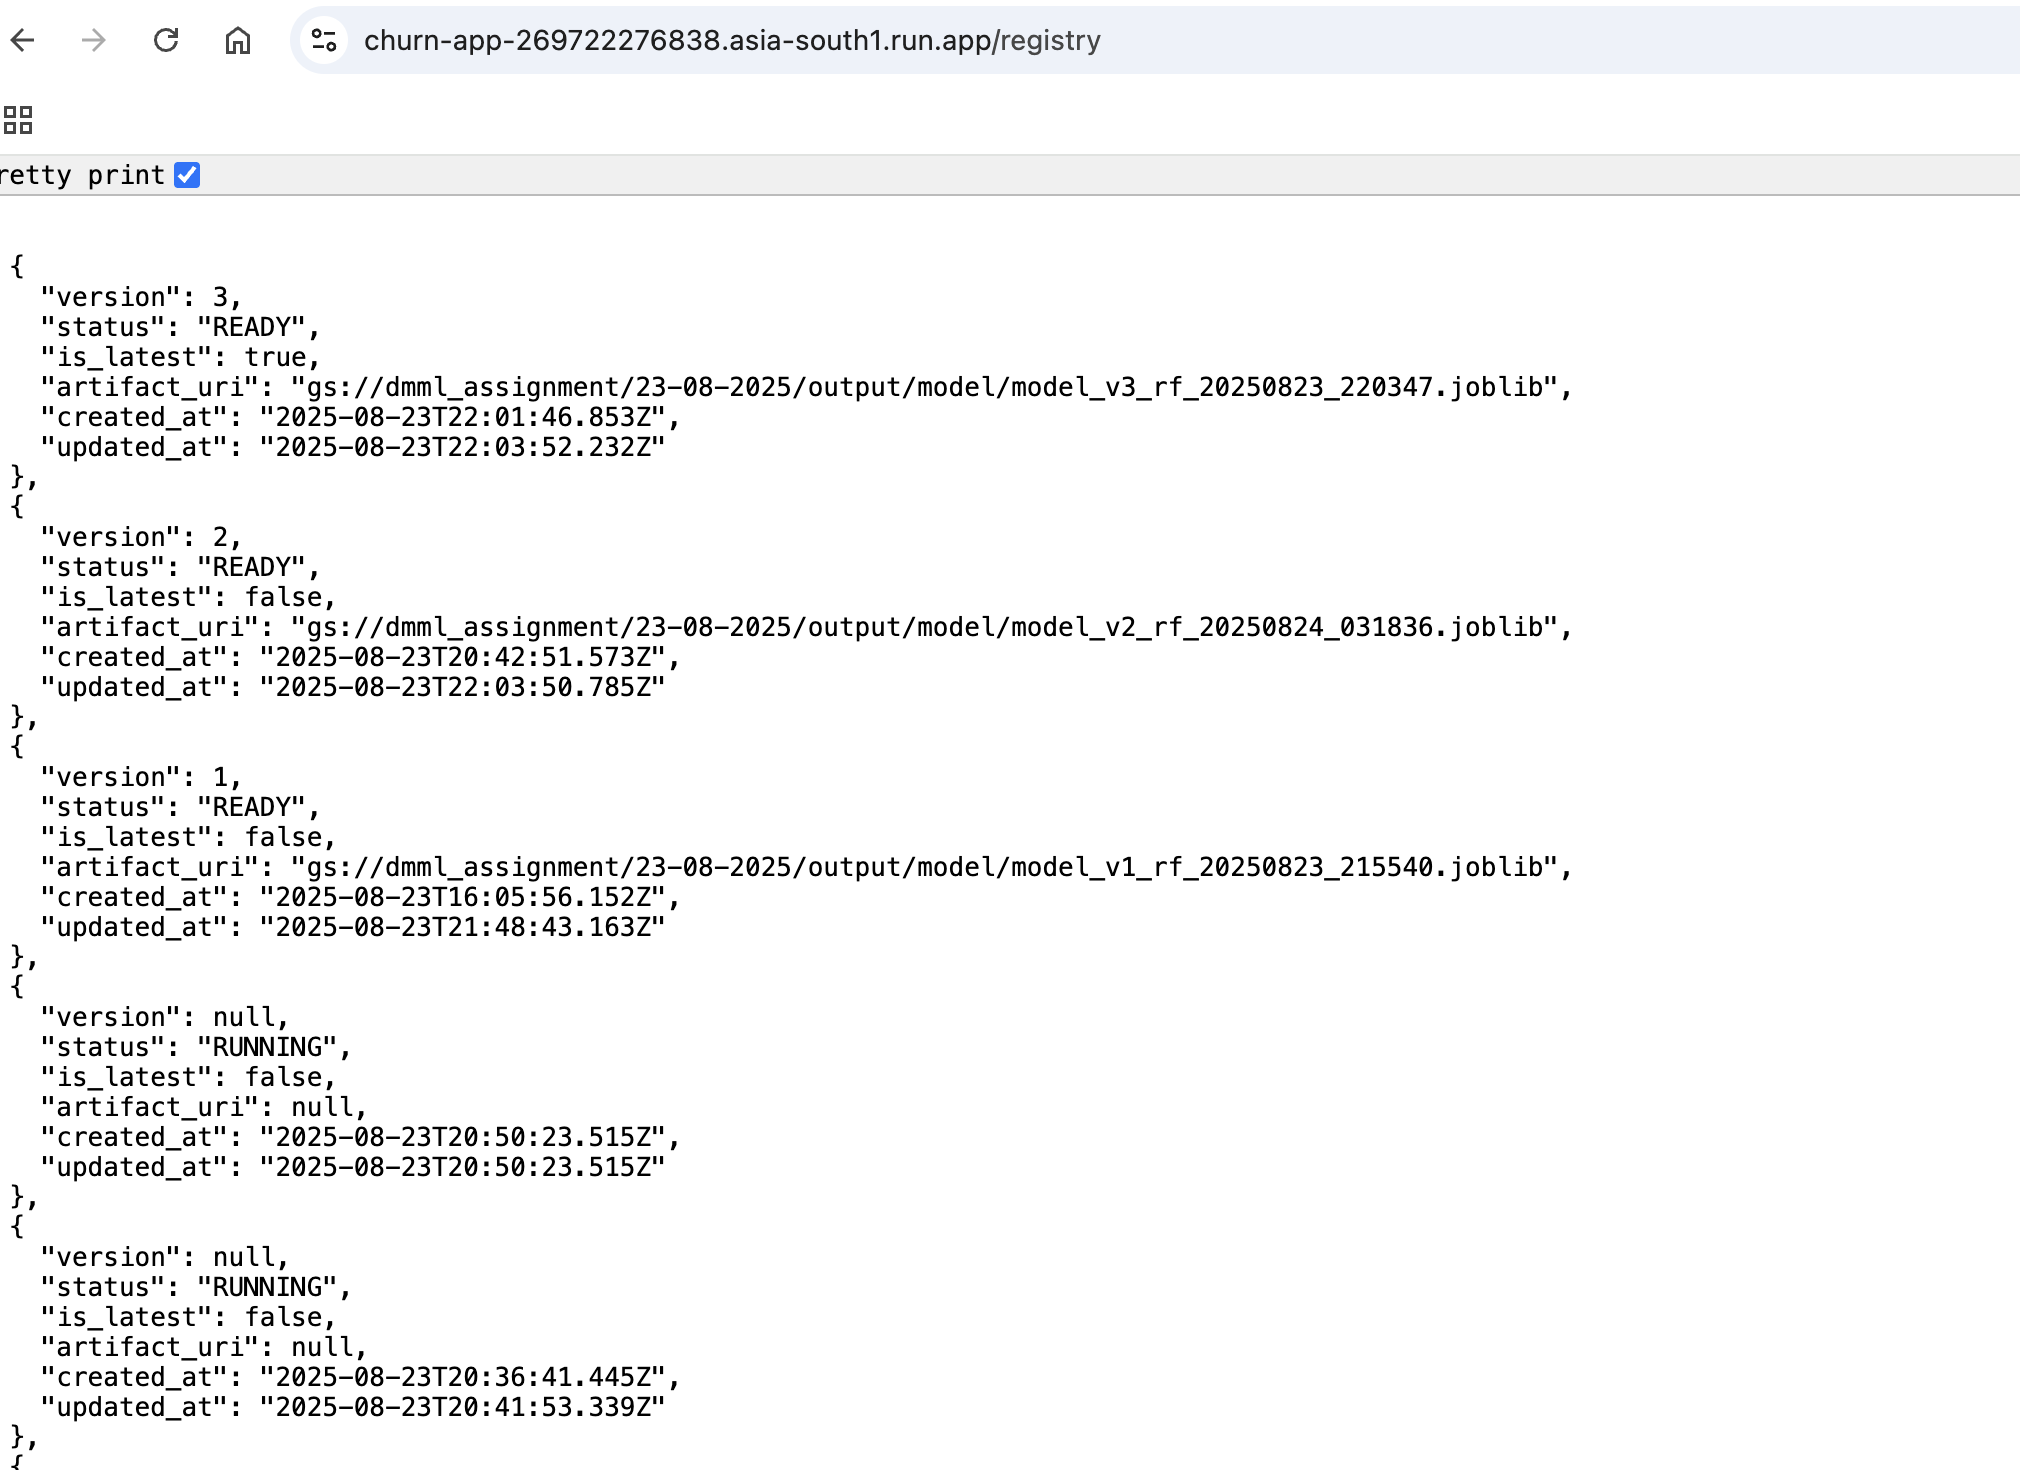 churn-app-269722276838.asia-south1.run.app/registry
retty print
{
"version": 3,
"status": "READY",
"is_latest": true,
"artifact_uri": "gs://dmml_assignment/23-08-2025/output/model/model_v3_rf_20250823_220347.joblib",
"created_at": "2025-08-23T22:01:46.853Z",
"updated_at": "2025-08-23T22:03:52.232Z"
},
{
"version": 2,
"status": "READY",
"is_latest": false,
"artifact_uri": "gs://dmml_assignment/23-08-2025/output/model/model_v2_rf_20250824_031836.joblib",
"created_at": "2025-08-23T20:42:51.573Z",
"updated_at": "2025-08-23T22:03:50.785Z"
},
{
"version": 1,
"status": "READY",
"is_latest": false,
"artifact_uri": "gs://dmml_assignment/23-08-2025/output/model/model_v1_rf_20250823_215540.joblib",
"created_at": "2025-08-23T16:05:56.152Z",
"updated_at": "2025-08-23T21:48:43.163Z"
},
{
"version": null,
"status": "RUNNING",
"is_latest": false,
"artifact_uri": null,
"created_at": "2025-08-23T20:50:23.515Z",
"updated_at": "2025-08-23T20:50:23.515Z"
},
{
"version": null,
"status": "RUNNING",
"is_latest": false,
"artifact_uri": null,
"created_at": "2025-08-23T20:36:41.445Z",
"updated_at": "2025-08-23T20:41:53.339Z"
},
{